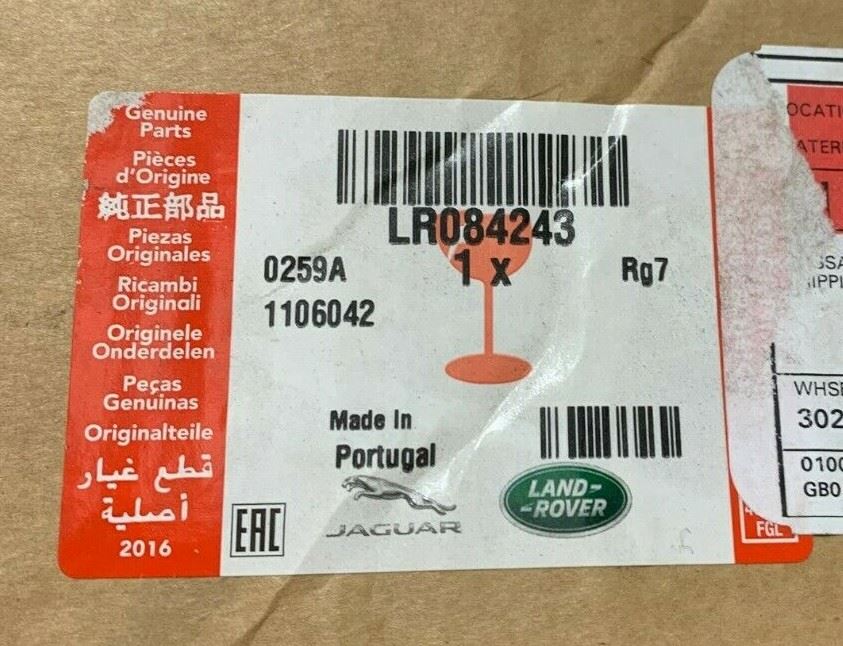 Genuine
Parts
Pièces
d'Origine
純正部品
Piezas
Originales
Ricambi
Originali
Originele
Onderdelen
Peças
Genuinas
Originalteile
قطع غيار
أصلية
2016
LR084243
0259A
1 x
Rg7
1106042
Made In
Portugal
JAGUAR
LAND-
-ROVER
EAC
FGL
WHSE
302
0100
GB0